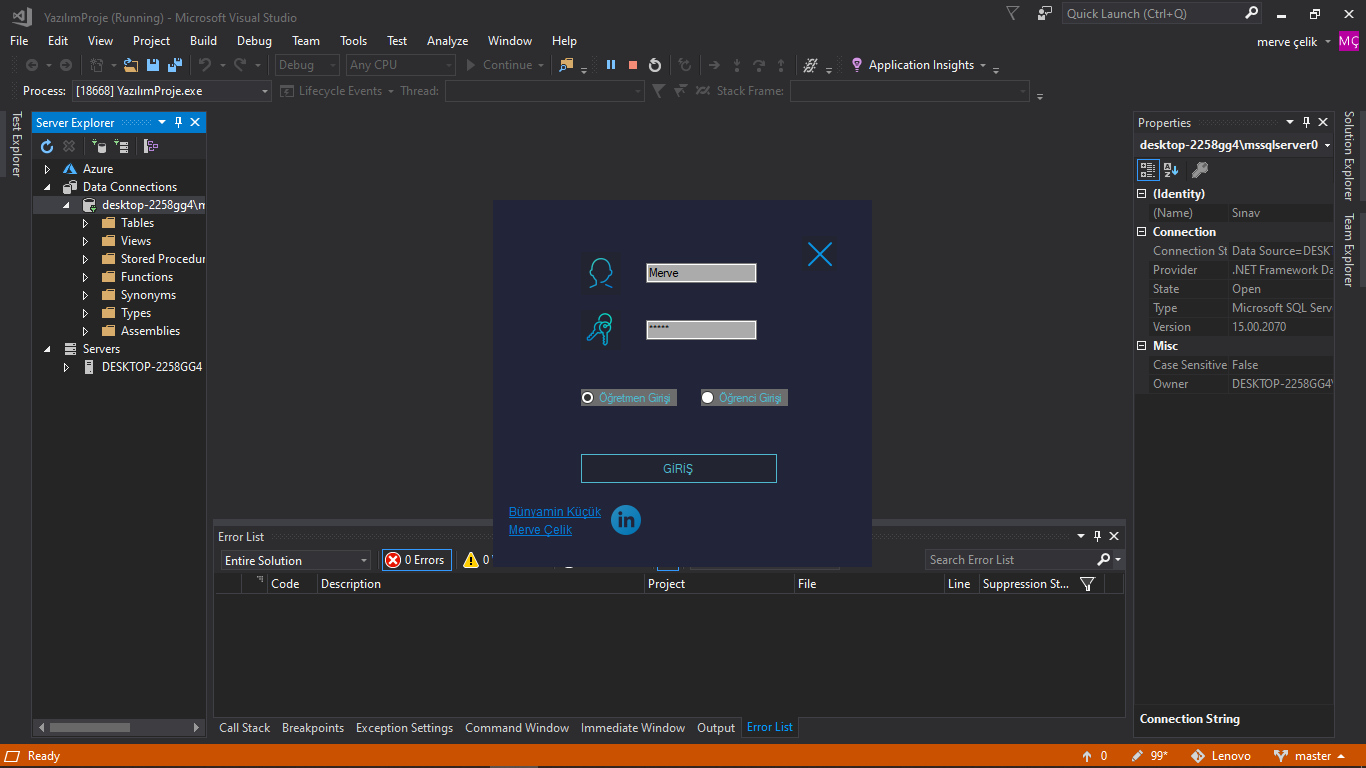 YazılımProje (Running) - Microsoft Visual Studio
Quick Launch (Ctrl+Q)
File Edit View Project Build Debug Team Tools Test Analyze Window Help
merve çelik MÇ
Debug Any CPU Continue Application Insights
Process: [18668] YazılımProje.exe Lifecycle Events Thread: Stack Frame:
Test Explorer
Server Explorer
Azure
Data Connections
desktop-2258gg4\m
Tables
Views
Stored Procedur
Functions
Synonyms
Types
Assemblies
Servers
DESKTOP-2258GG4
Merve
*****
Öğretmen Girişi Öğrenci Girişi
GİRİŞ
Bünyamin Küçük
Merve Çelik
in
Error List
Entire Solution 0 Errors 0 Search Error List
Code Description Project File Line Suppression St...
Call Stack Breakpoints Exception Settings Command Window Immediate Window Output Error List
Properties
desktop-2258gg4\mssqlserver0
(Identity)
(Name) Sınav
Connection
Connection St Data Source=DESKT
Provider .NET Framework Da
State Open
Type Microsoft SQL Serv
Version 15.00.2070
Misc
Case Sensitive False
Owner DESKTOP-2258GG4\
Connection String
Solution Explorer
Team Explorer
Ready 0 99* Lenovo master